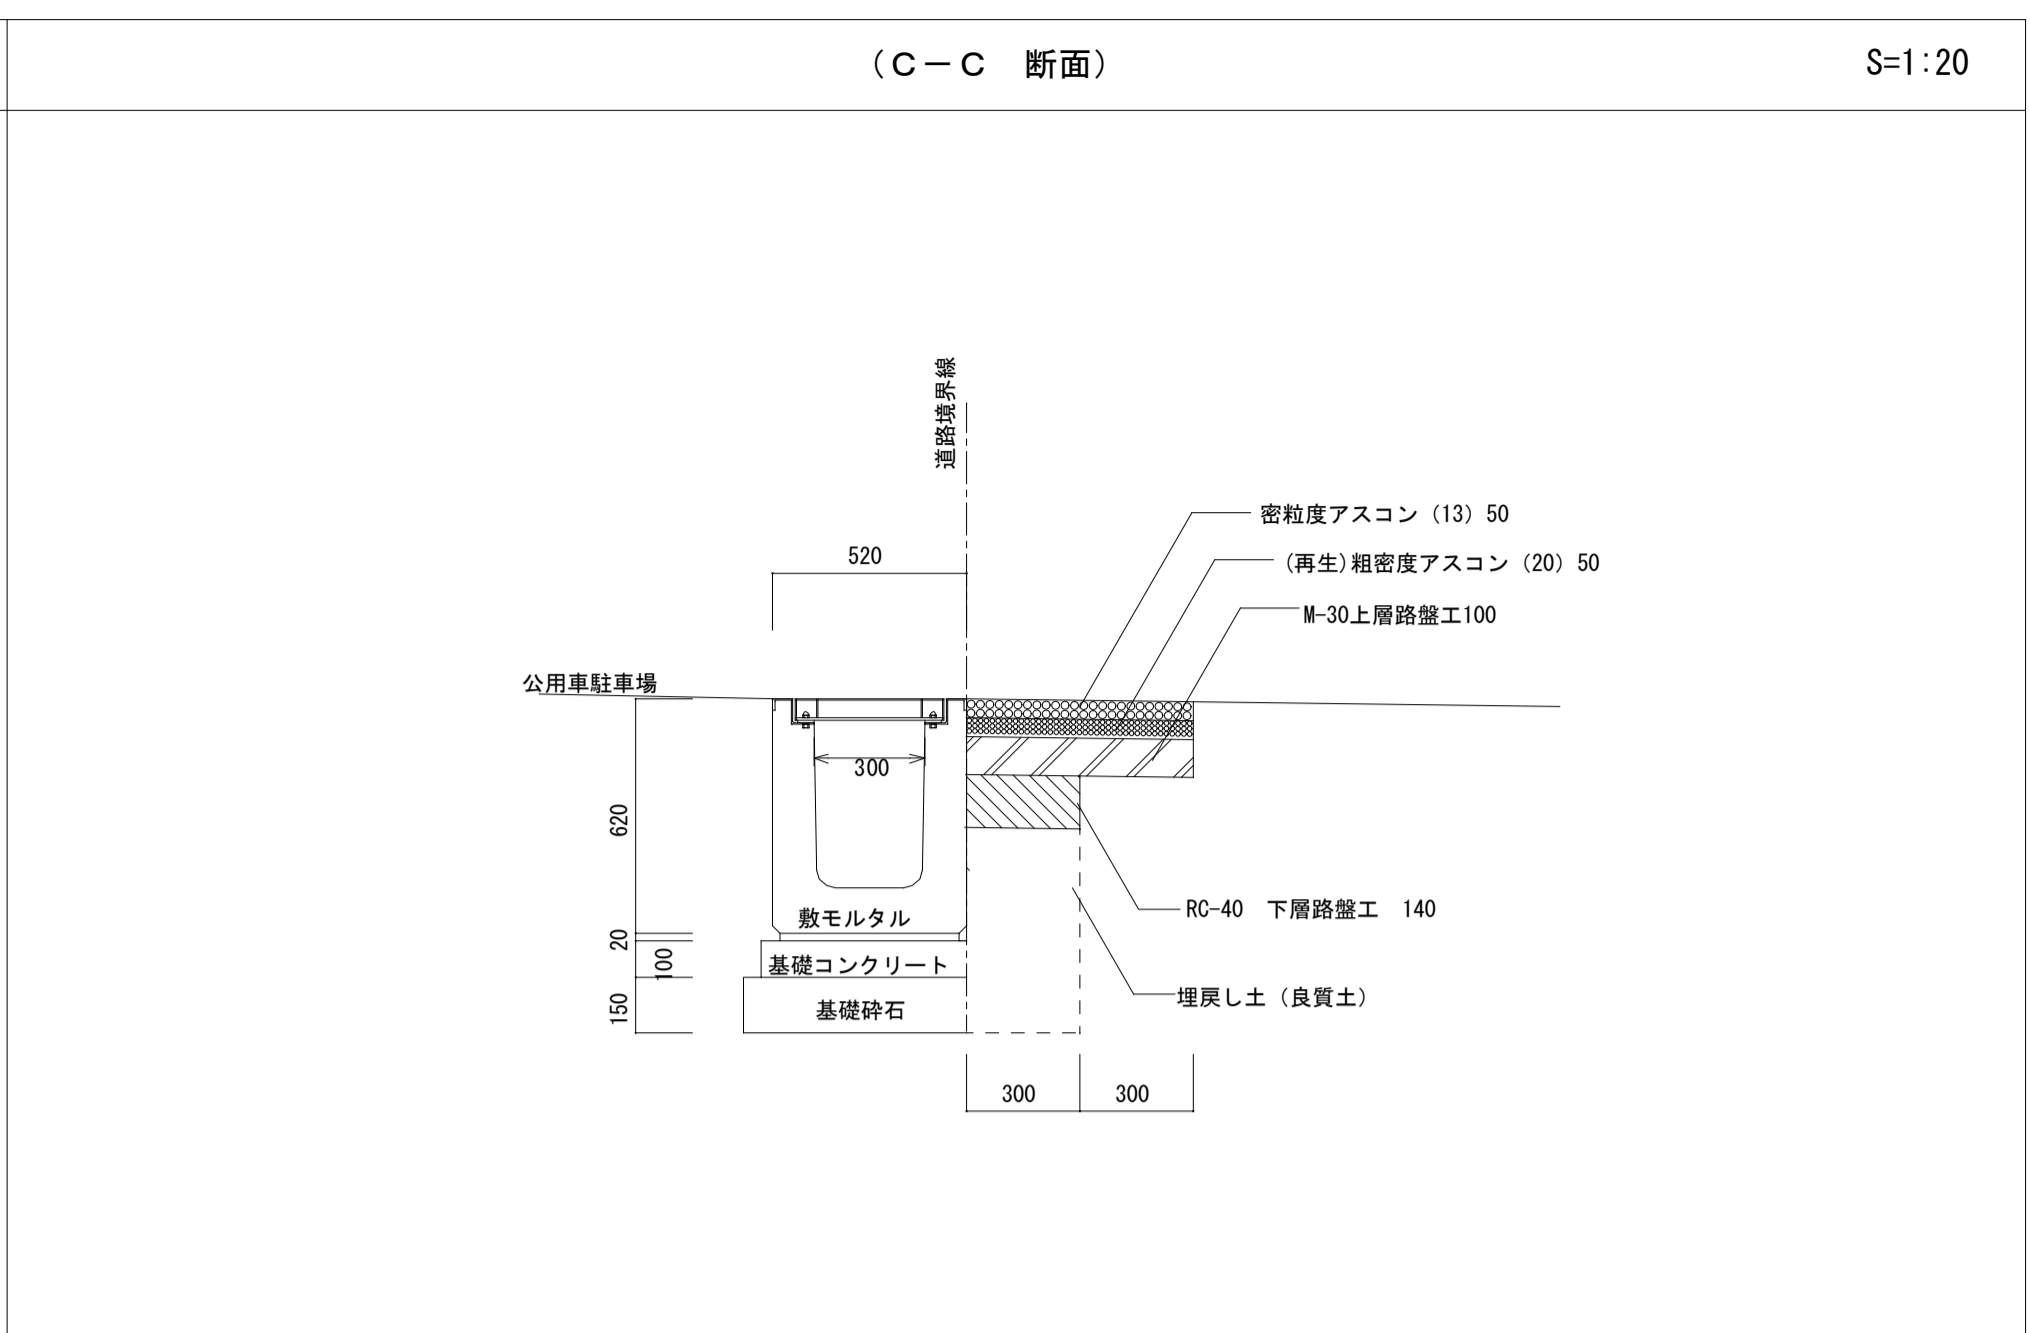 （Ｃ－Ｃ　断面）
S=1:20
道路境界線
密粒度アスコン（13）50
(再生)粗密度アスコン（20）50
M-30上層路盤工100
520
公用車駐車場
300
620
敷モルタル
RC-40　下層路盤工　140
20
100
基礎コンクリート
埋戻し土（良質土）
150
基礎砕石
300
300